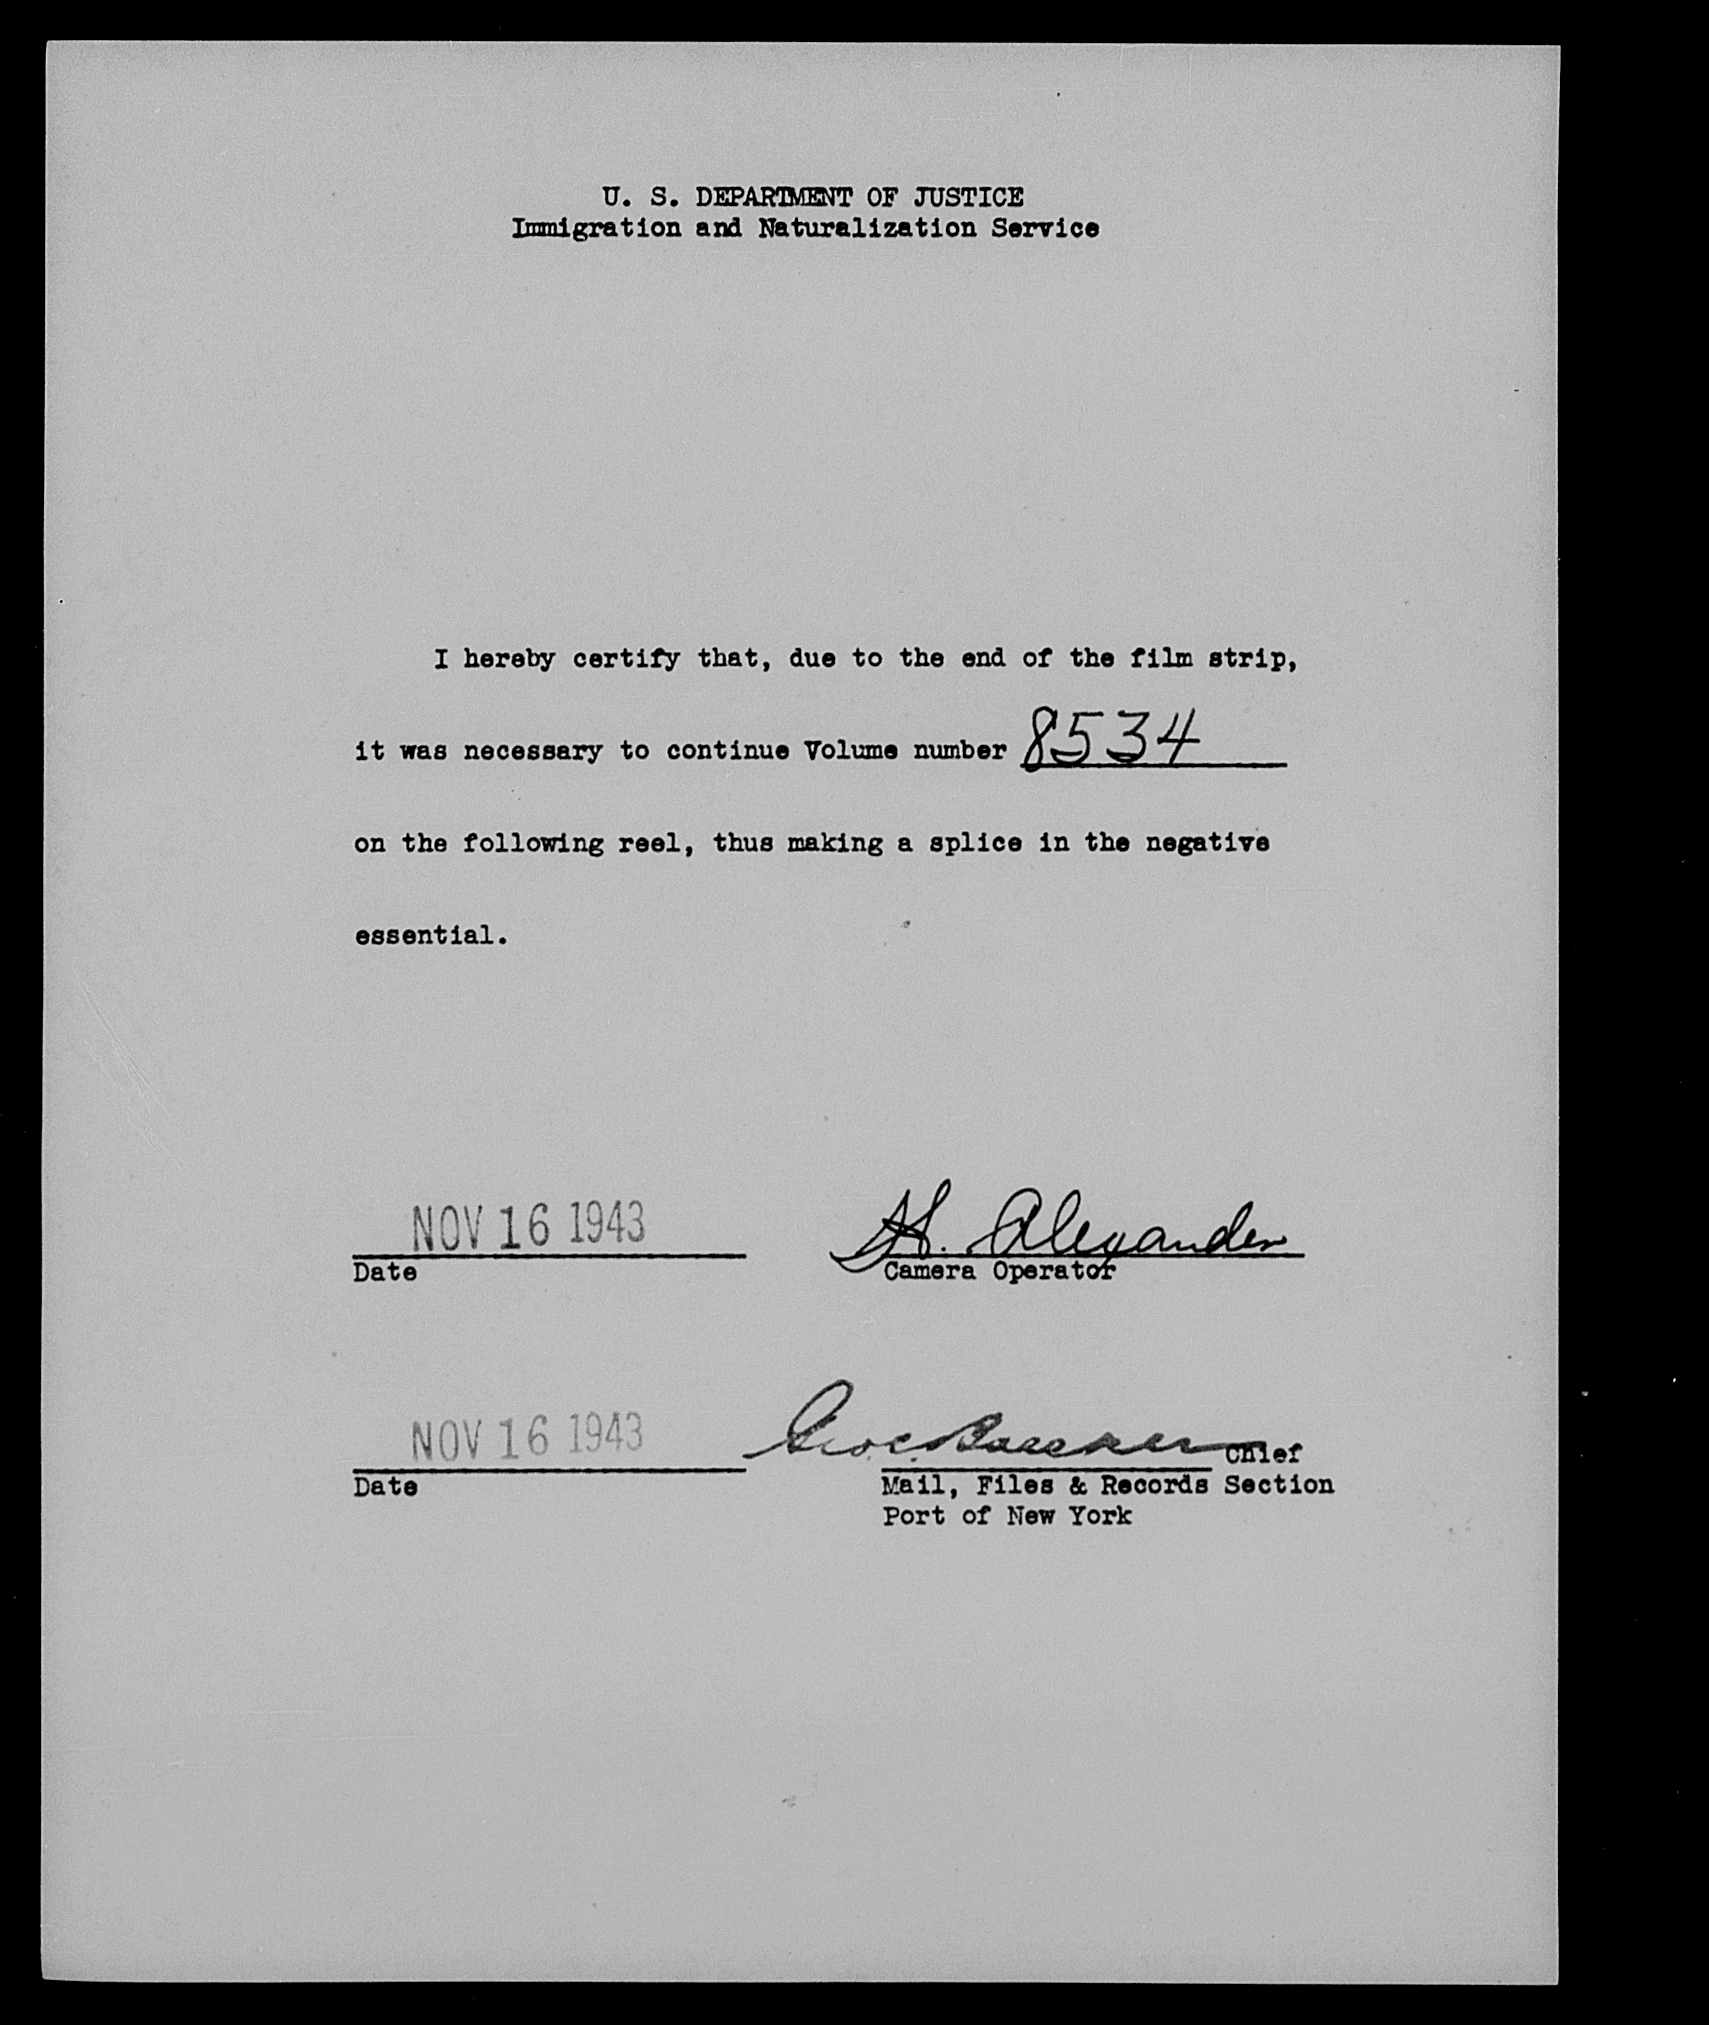 U. S. DEPARTMENT OF JUSTICE
Immigration and Naturalization Service
I hereby certify that, due to the end of the film strip,
it was necessary to continue Volume number 8534
on the following reel, thus making a splice in the negative
essential.
NOV 16 1943 H. Alexander
Date Camera Operator
NOV 16 1943 Chief
Date Mail, Files & Records Section
Port of New York